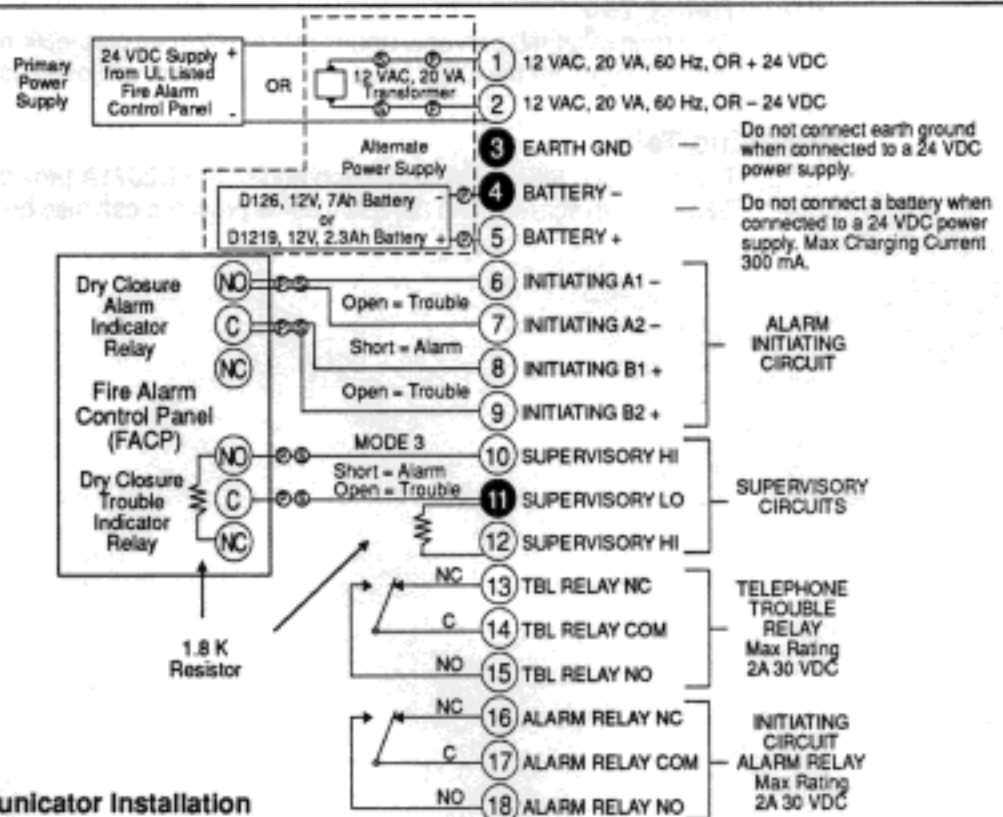 Primary
Power
Supply
24 VDC Supply +
from UL Listed
Fire Alarm
Control Panel -
OR
S P
12 VAC, 20 VA
Transformer
S P
Alternate
Power Supply
D126, 12V, 7Ah Battery - P
or
D1219, 12V, 2.3Ah Battery + P
1 12 VAC, 20 VA, 60 Hz, OR + 24 VDC
2 12 VAC, 20 VA, 60 Hz, OR – 24 VDC
3 EARTH GND
4 BATTERY –
5 BATTERY +
Do not connect earth ground
when connected to a 24 VDC
power supply.
Do not connect a battery when
connected to a 24 VDC power
supply. Max Charging Current
300 mA.
Dry Closure
Alarm
Indicator
Relay
NO P S
C P S
NC
Fire Alarm
Control Panel
(FACP)
Dry Closure
Trouble
Indicator
Relay
NO P S
C P S
NC
Open = Trouble
Short = Alarm
Open = Trouble
MODE 3
Short = Alarm
Open = Trouble
6 INITIATING A1 –
7 INITIATING A2 –
8 INITIATING B1 +
9 INITIATING B2 +
ALARM
INITIATING
CIRCUIT
10 SUPERVISORY HI
11 SUPERVISORY LO
12 SUPERVISORY HI
SUPERVISORY
CIRCUITS
1.8 K
Resistor
NC 13 TBL RELAY NC
C 14 TBL RELAY COM
NO 15 TBL RELAY NO
TELEPHONE
TROUBLE
RELAY
Max Rating
2A 30 VDC
NC 16 ALARM RELAY NC
C 17 ALARM RELAY COM
NO 18 ALARM RELAY NO
INITIATING
CIRCUIT
ALARM RELAY
Max Rating
2A 30 VDC
unicator Installation